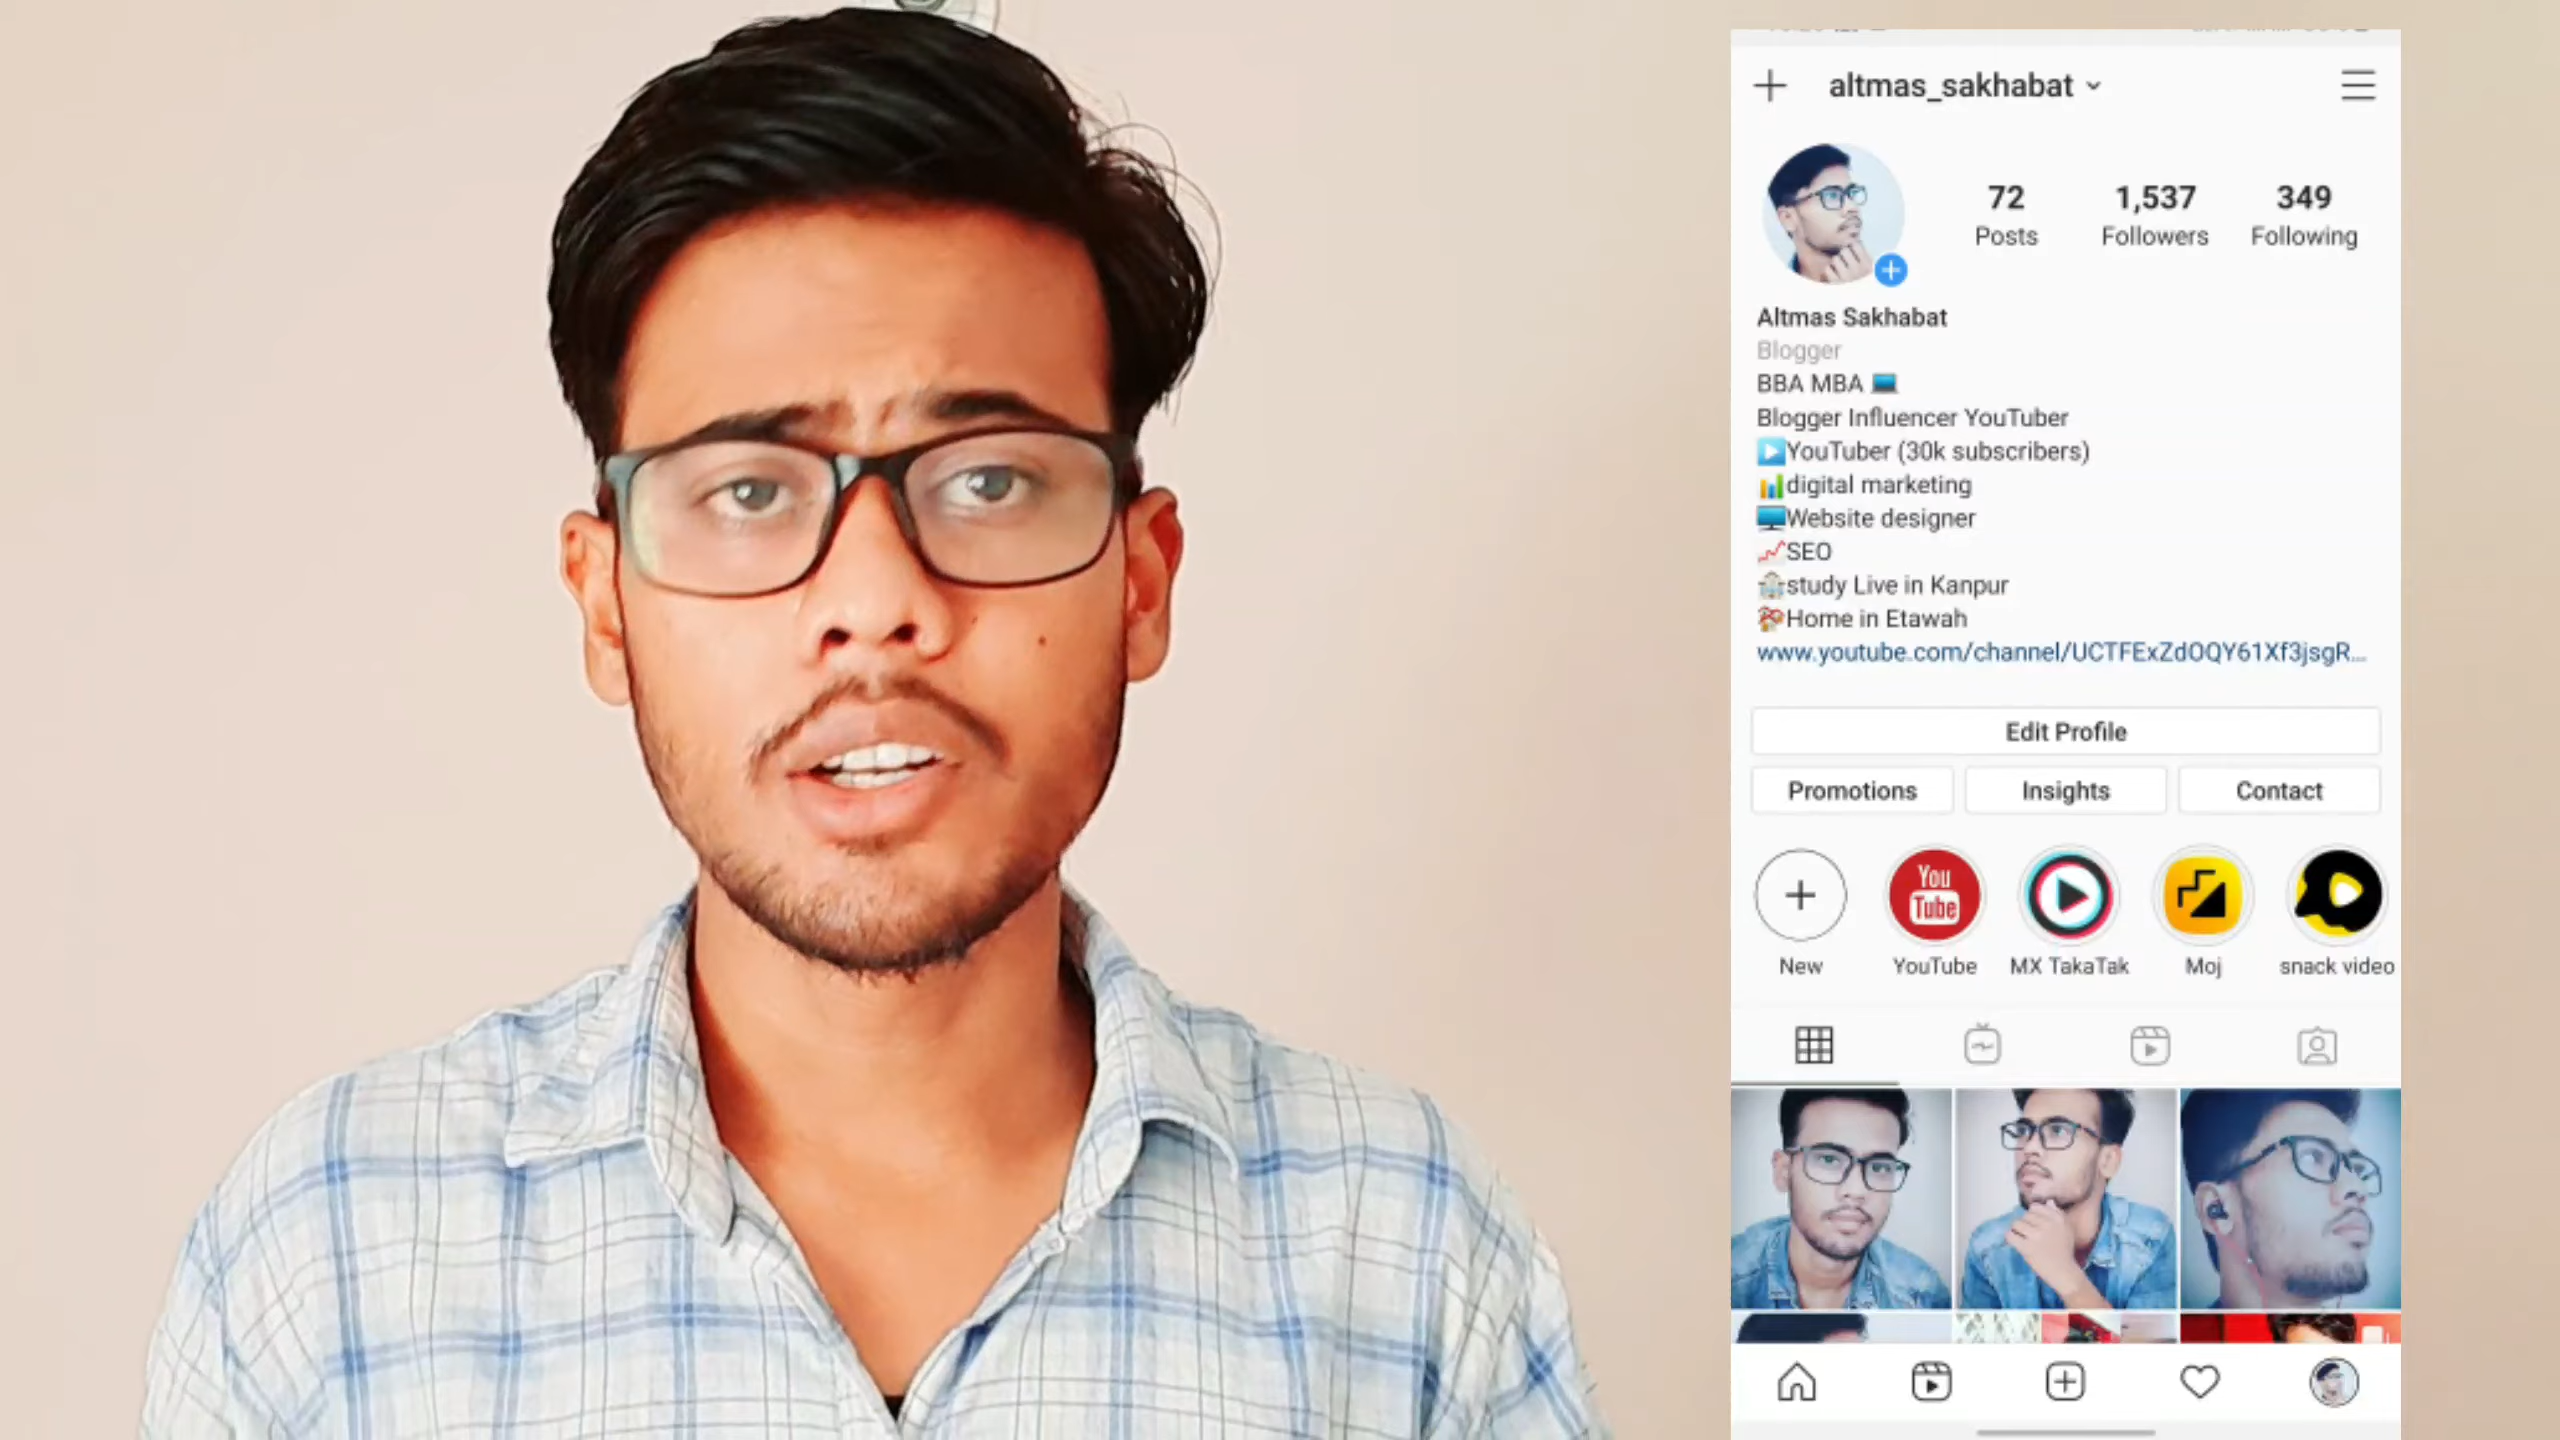 altmas_sakhabat
72 1,537 349
Posts Followers Following
Altmas Sakhabat
Blogger
BBA MBA
Blogger Influencer YouTuber
YouTuber (30k subscribers)
digital marketing
Website designer
SEO
study Live in Kanpur
Home in Etawah
www.youtube.com/channel/UCTFExZdOQY61Xf3jsgR...
Edit Profile
Promotions Insights Contact
You
Tube
New YouTube MX TakaTak Moj snack video